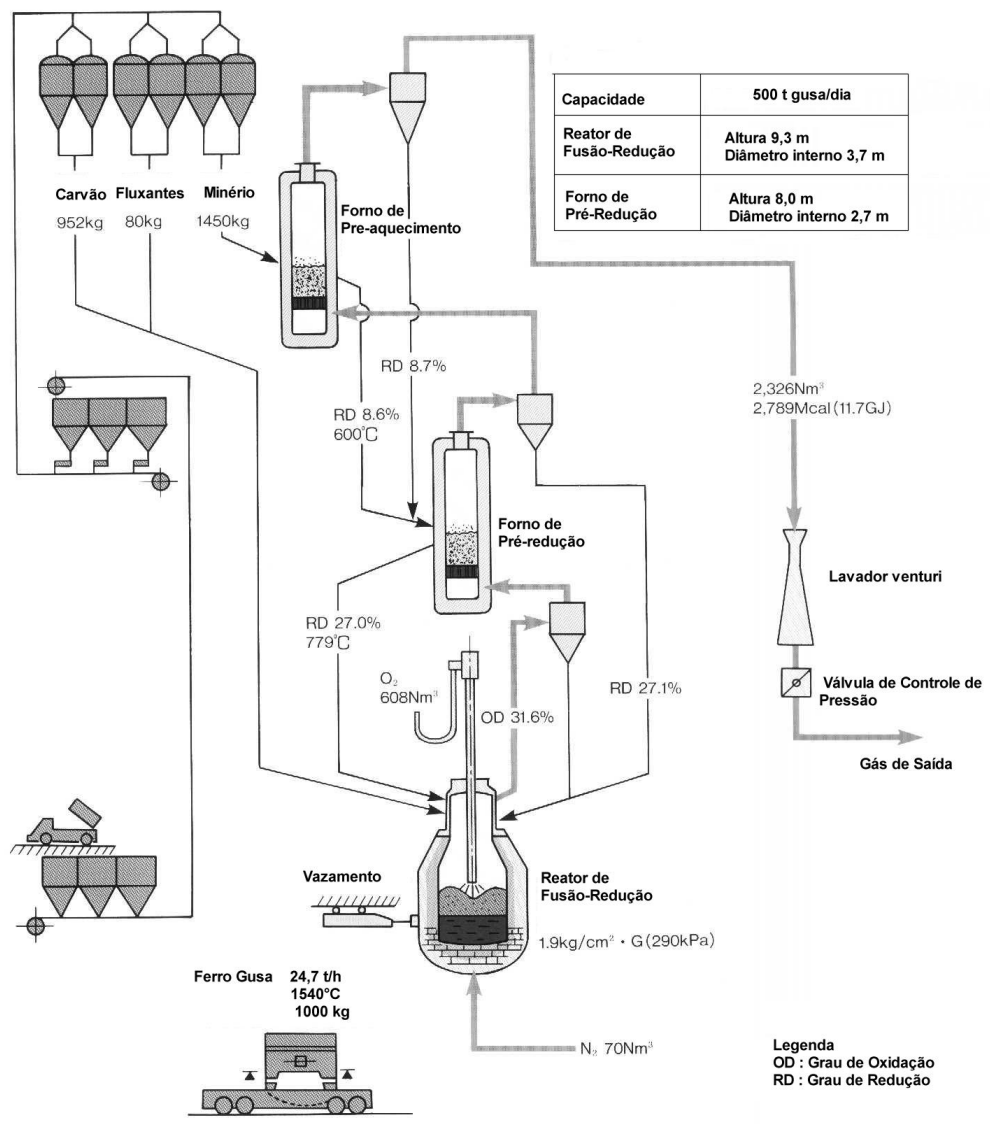 Capacidade
500 t gusa/dia
Reator de
Fusão-Redução
Altura 9,3 m
Diâmetro interno 3,7 m
Forno de
Pré-Redução
Altura 8,0 m
Diâmetro interno 2,7 m
Carvão
Fluxantes
Minério
952kg
80kg
1450kg
Forno de
Pre-aquecimento
RD 8.7%
RD 8.6%
600℃
2,326Nm³
2,789Mcal(11.7GJ)
Forno de
Pré-redução
Lavador venturi
RD 27.0%
779℃
O₂
608Nm³
OD 31.6%
RD 27.1%
Válvula de Controle de
Pressão
Gás de Saída
Vazamento
Reator de
Fusão-Redução
1.9kg/cm² · G(290kPa)
Ferro Gusa 24,7 t/h
1540°C
1000 kg
N₂ 70Nm³
Legenda
OD : Grau de Oxidação
RD : Grau de Redução